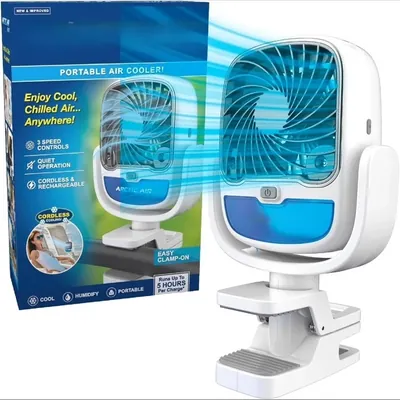 NEW & IMPROVED
PORTABLE AIR COOLER!
Enjoy Cool,
Chilled Air...
Anywhere!
3 SPEED
CONTROLS
QUIET
OPERATION
CORDLESS &
RECHARGEABLE
ARCTIC AIR
CORDLESS
EASY
CLAMP-ON
Runs Up To
5 HOURS
Per Charge*
COOL
HUMIDIFY
PORTABLE